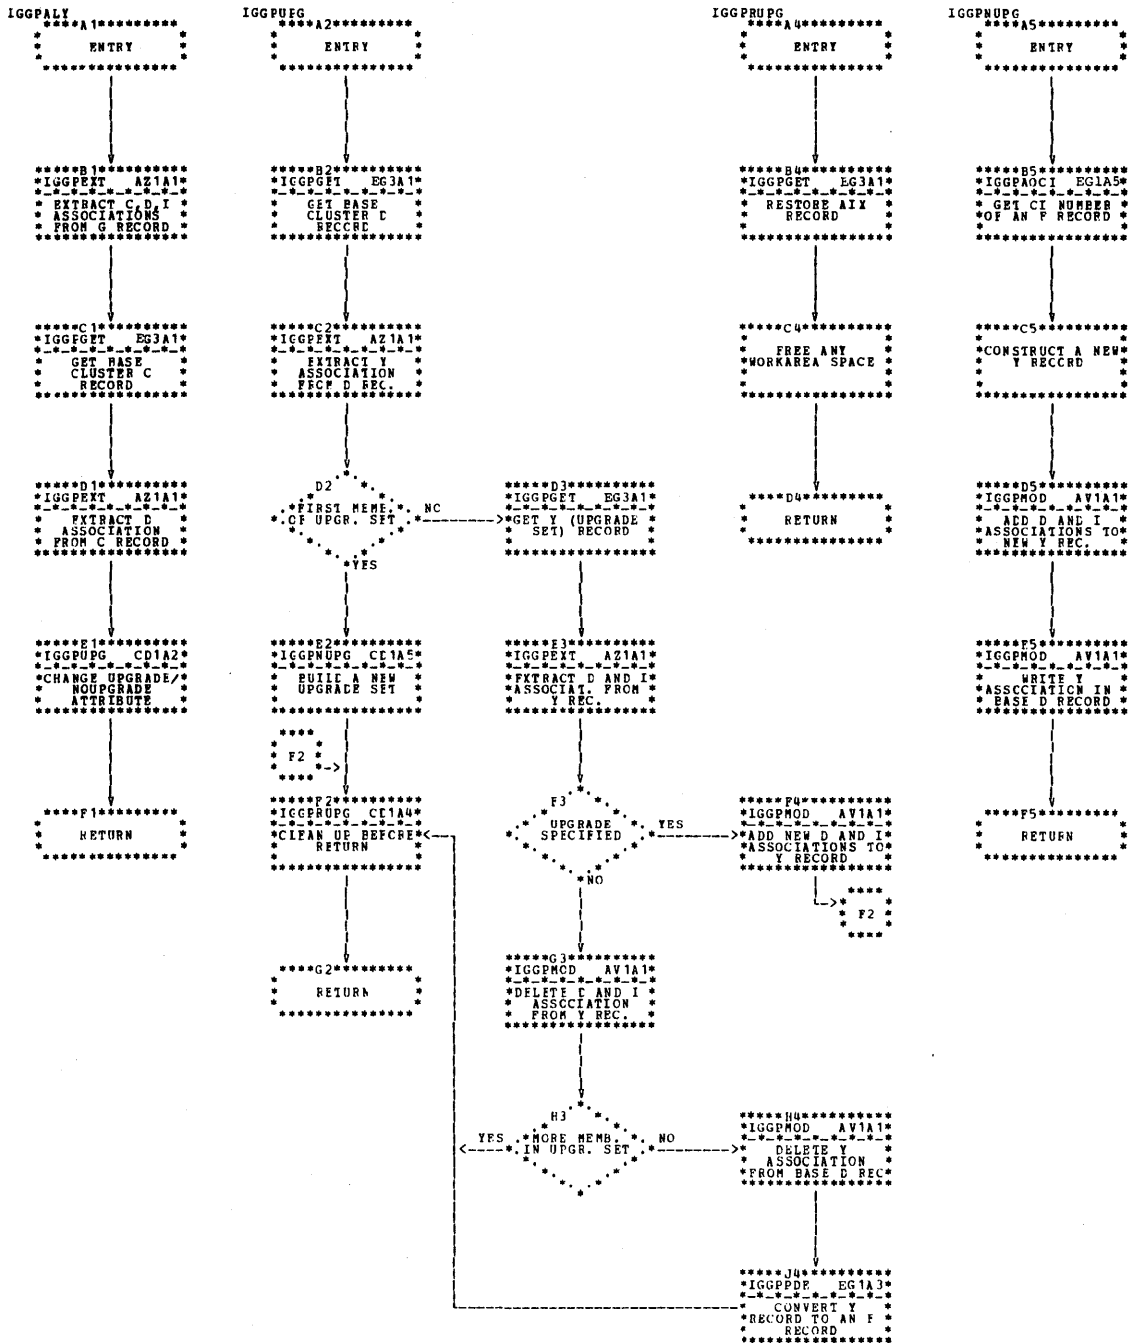 IGGPALY
A1
ENTRY
B1
IGGPEXT AZ1A1
EXTRACT C,D,I
ASSOCIATIONS
FROM G RECORD
C1
IGGPGET EG3A1
GET BASE
CLUSTER C
RECORD
D1
IGGPEXT AZ1A1
EXTRACT D
ASSOCIATION
FROM C RECORD
E1
IGGPUPG CD1A2
CHANGE UPGRADE/
NOUPGRADE
ATTRIBUTE
F1
RETURN
IGGPUPG
A2
ENTRY
B2
IGGPGET EG3A1
GET BASE
CLUSTER D
RECORD
C2
IGGPEXT AZ1A1
EXTRACT Y
ASSOCIATION
FROM D REC.
D2
FIRST MEMB.
OF UPGR. SET
NO
YES
E2
IGGPNUPG CD1A5
BUILD A NEW
UPGRADE SET
F2
F2
IGGPRUPG CD1A4
CLEAN UP BEFORE
RETURN
G2
RETURN
D3
IGGPGET EG3A1
GET Y (UPGRADE
SET) RECORD
E3
IGGPEXT AZ1A1
EXTRACT D AND I
ASSOCIAT. FROM
Y REC.
F3
UPGRADE
SPECIFIED
YES
NO
G3
IGGPMOD AV1A1
DELETE D AND I
ASSOCIATION
FROM Y REC.
H3
YES
MORE MEMB.
IN UPGR. SET
NO
IGGPRUPG
A4
ENTRY
B4
IGGPGET EG3A1
RESTORE AIX
RECORD
C4
FREE ANY
WORKAREA SPACE
D4
RETURN
F4
IGGPMOD AV1A1
ADD NEW D AND I
ASSOCIATIONS TO
Y RECORD
F2
H4
IGGPMOD AV1A1
DELETE Y
ASSOCIATION
FROM BASE D REC
J4
IGGPPDE EG1A3
CONVERT Y
RECORD TO AN F
RECORD
IGGPNUPG
A5
ENTRY
B5
IGGPAOCI EG1A5
GET CI NUMBER
OF AN F RECORD
C5
CONSTRUCT A NEW
Y RECORD
D5
IGGPMOD AV1A1
ADD D AND I
ASSOCIATIONS TO
NEW Y REC.
E5
IGGPMOD AV1A1
WRITE Y
ASSOCIATION IN
BASE D RECORD
F5
RETURN